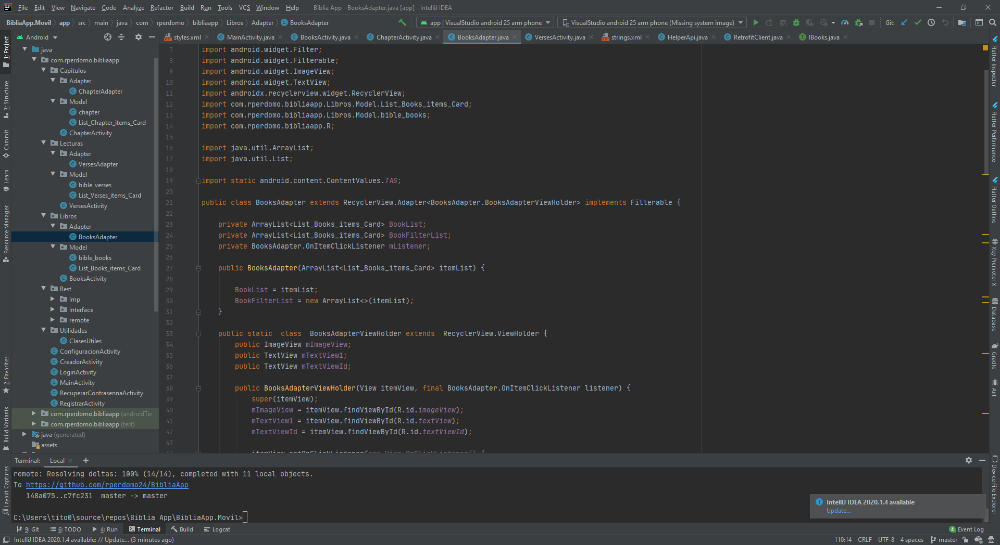 File Edit View Navigate Code Analyze Refactor Build Run Tools VCS Window Help Biblia App - BooksAdapter.java [app] - IntelliJ IDEA
BibliaApp.Movil app src main java com rperdomo bibliaapp Libros Adapter BooksAdapter
app | VisualStudio android 25 arm phone
VisualStudio android 25 arm phone (Missing system image)
Git:
Android
styles.xml MainActivity.java BooksActivity.java ChapterActivity.java BooksAdapter.java VersesActivity.java strings.xml HelperApi.java RetrofitClient.java IBooks.java
1: Project
7: Structure
Commit
Learn
Resource Manager
2: Favorites
Build Variants
Layout Captures
java
com.rperdomo.bibliaapp
Capitulos
Adapter
ChapterAdapter
Model
chapter
List_Chapter_items_Card
ChapterActivity
Lecturas
Adapter
VersesAdapter
Model
bible_verses
List_Verses_items_Card
VersesActivity
Libros
Adapter
BooksAdapter
Model
bible_books
List_Books_items_Card
BooksActivity
Rest
Imp
Interface
remote
Utilidades
ClasesUtiles
ConfiguracionActivity
CreadorActivity
LoginActivity
MainActivity
RecuperarContrasennaActivity
RegistrarActivity
com.rperdomo.bibliaapp (androidTe
com.rperdomo.bibliaapp (test)
java (generated)
assets
7 import android.widget.Filter;
8 import android.widget.Filterable;
9 import android.widget.ImageView;
10 import android.widget.TextView;
11 import androidx.recyclerview.widget.RecyclerView;
12 import com.rperdomo.bibliaapp.Libros.Model.List_Books_items_Card;
13 import com.rperdomo.bibliaapp.Libros.Model.bible_books;
14 import com.rperdomo.bibliaapp.R;
15
16 import java.util.ArrayList;
17 import java.util.List;
18
19 import static android.content.ContentValues.TAG;
20
21 public class BooksAdapter extends RecyclerView.Adapter<BooksAdapter.BooksAdapterViewHolder> implements Filterable {
22
23 private ArrayList<List_Books_items_Card> BookList;
24 private ArrayList<List_Books_items_Card> BookFilterList;
25 private BooksAdapter.OnItemClickListener mListener;
26
27 public BooksAdapter(ArrayList<List_Books_items_Card> itemList) {
28
29 BookList = itemList;
30 BookFilterList = new ArrayList<>(itemList);
31 }
32
33 public static class BooksAdapterViewHolder extends RecyclerView.ViewHolder {
34 public ImageView mImageView;
35 public TextView mTextView1;
36 public TextView mTextViewId;
37
38 public BooksAdapterViewHolder(View itemView, final BooksAdapter.OnItemClickListener listener) {
39 super(itemView);
40 mImageView = itemView.findViewById(R.id.imageView);
41 mTextView1 = itemView.findViewById(R.id.textView);
42 mTextViewId = itemView.findViewById(R.id.textViewId);
43
44 itemView.setOnClickListener(new View.OnClickListener() {
Flutter Inspector
Flutter Performance
Flutter Outline
Key Promoter X
Database
Gradle
Ant
Device File Explorer
Terminal: Local
remote: Resolving deltas: 100% (14/14), completed with 11 local objects.
To https://github.com/rperdomo24/BibliaApp
148a075..c7fc231 master -> master
C:\Users\tito0\source\repos\Biblia App\BibliaApp.Movil>
IntelliJ IDEA 2020.1.4 available
Update...
9: Git 6: TODO 4: Run Terminal Build Logcat 4 Event Log
IntelliJ IDEA 2020.1.4 available: // Update... (3 minutes ago) 110:14 CRLF UTF-8 4 spaces master